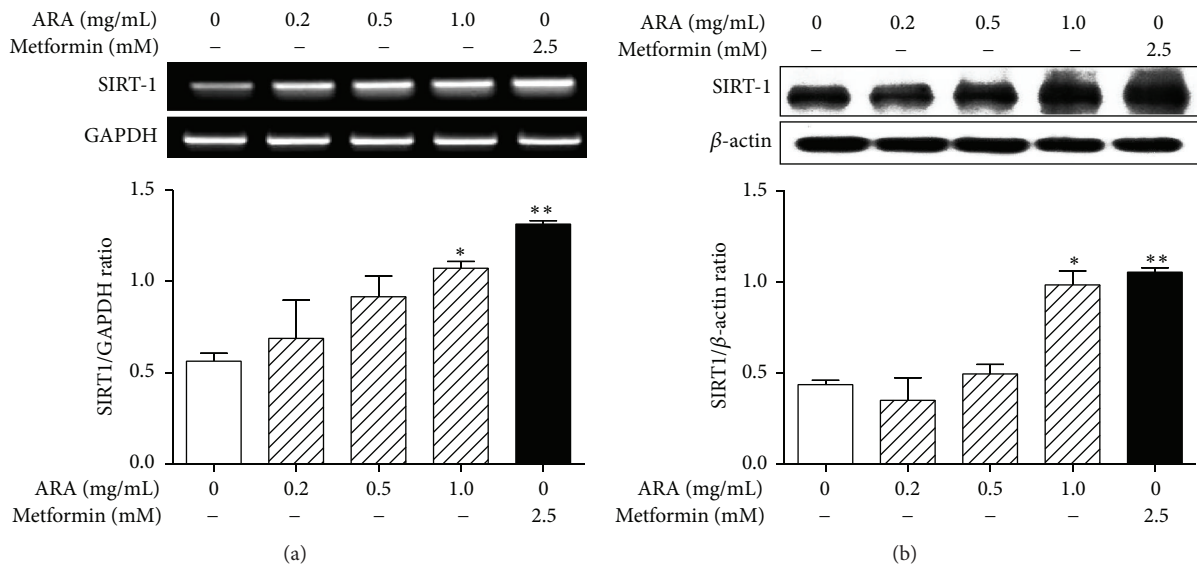 ARA (mg/mL) 0 0.2 0.5 1.0 0
Metformin (mM) – – – – 2.5
SIRT-1
GAPDH
SIRT1/GAPDH ratio
1.5
1.0
0.5
0.0
*
**
ARA (mg/mL) 0 0.2 0.5 1.0 0
Metformin (mM) – – – – 2.5
(a)
ARA (mg/mL) 0 0.2 0.5 1.0 0
Metformin (mM) – – – – 2.5
SIRT-1
β-actin
SIRT1/β-actin ratio
1.5
1.0
0.5
0.0
*
**
ARA (mg/mL) 0 0.2 0.5 1.0 0
Metformin (mM) – – – – 2.5
(b)